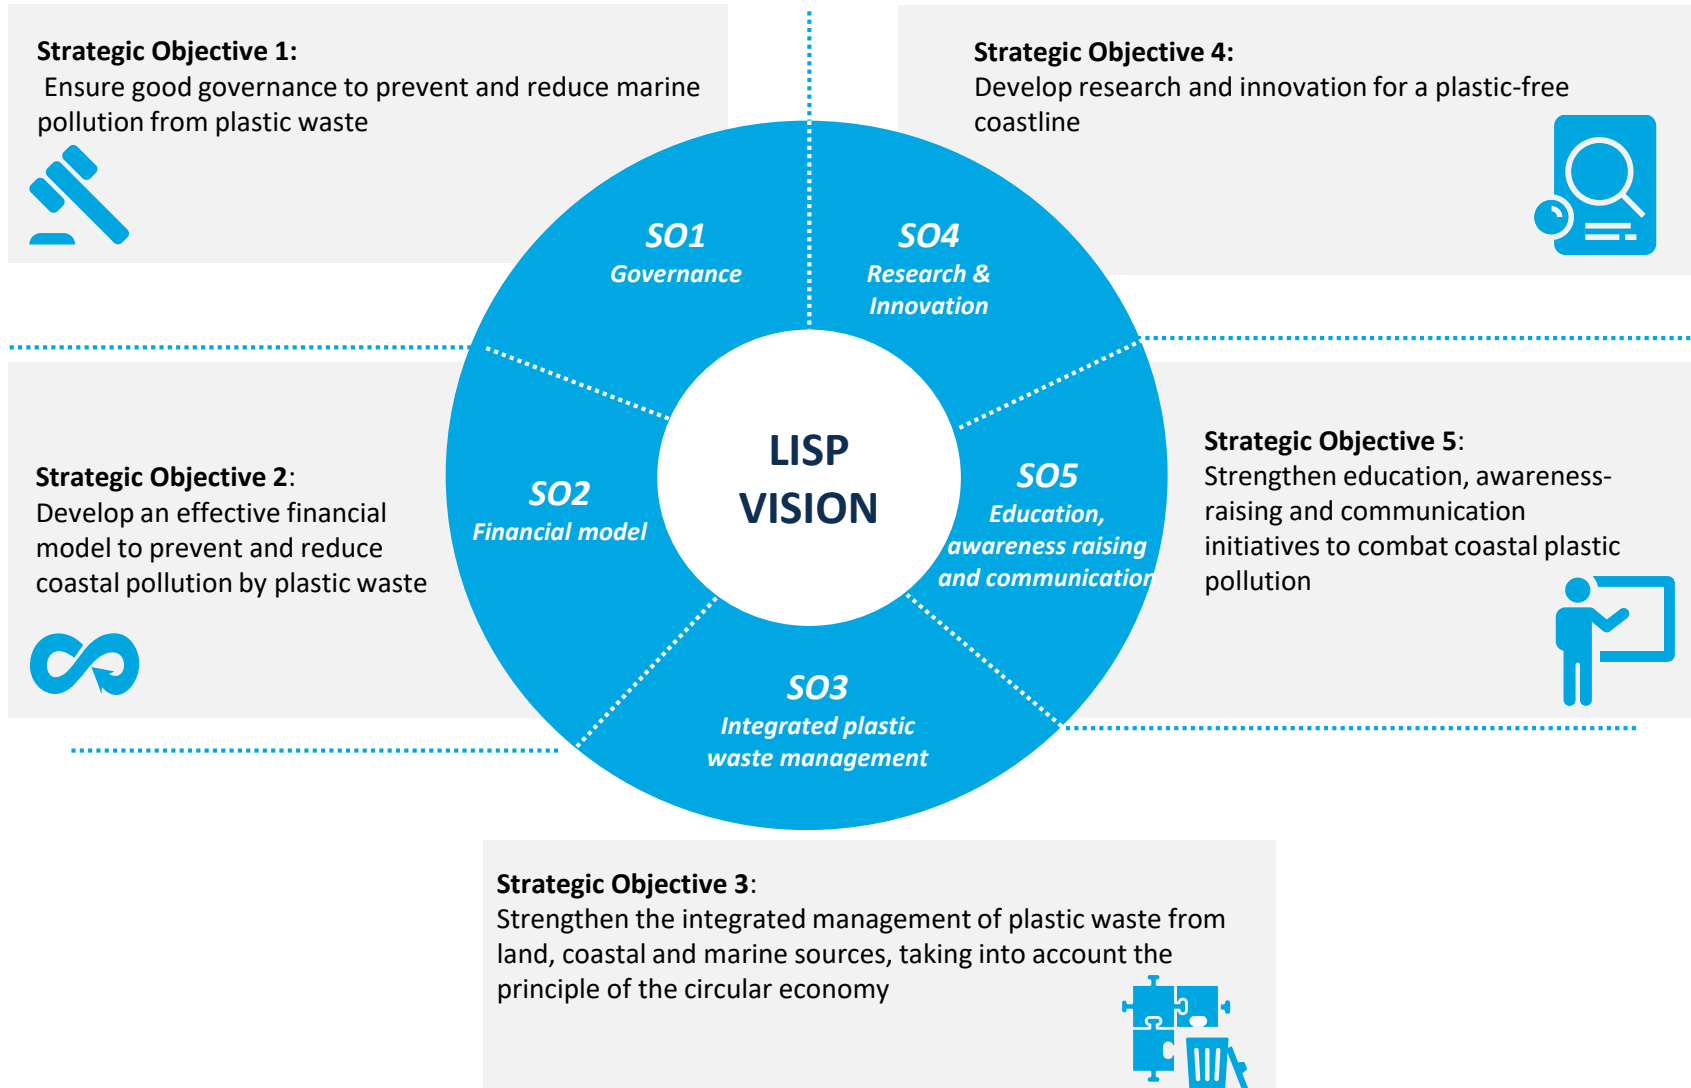 Strategic Objective 1:
Ensure good governance to prevent and reduce marine
pollution from plastic waste
Strategic Objective 4:
Develop research and innovation for a plastic-free
coastline
SO1
Governance
SO4
Research &
Innovation
LISP
VISION
Strategic Objective 2:
Develop an effective financial
model to prevent and reduce
coastal pollution by plastic waste
SO2
Financial model
SO5
Education,
awareness raising
and communication
Strategic Objective 5:
Strengthen education, awareness-
raising and communication
initiatives to combat coastal plastic
pollution
SO3
Integrated plastic
waste management
Strategic Objective 3:
Strengthen the integrated management of plastic waste from
land, coastal and marine sources, taking into account the
principle of the circular economy